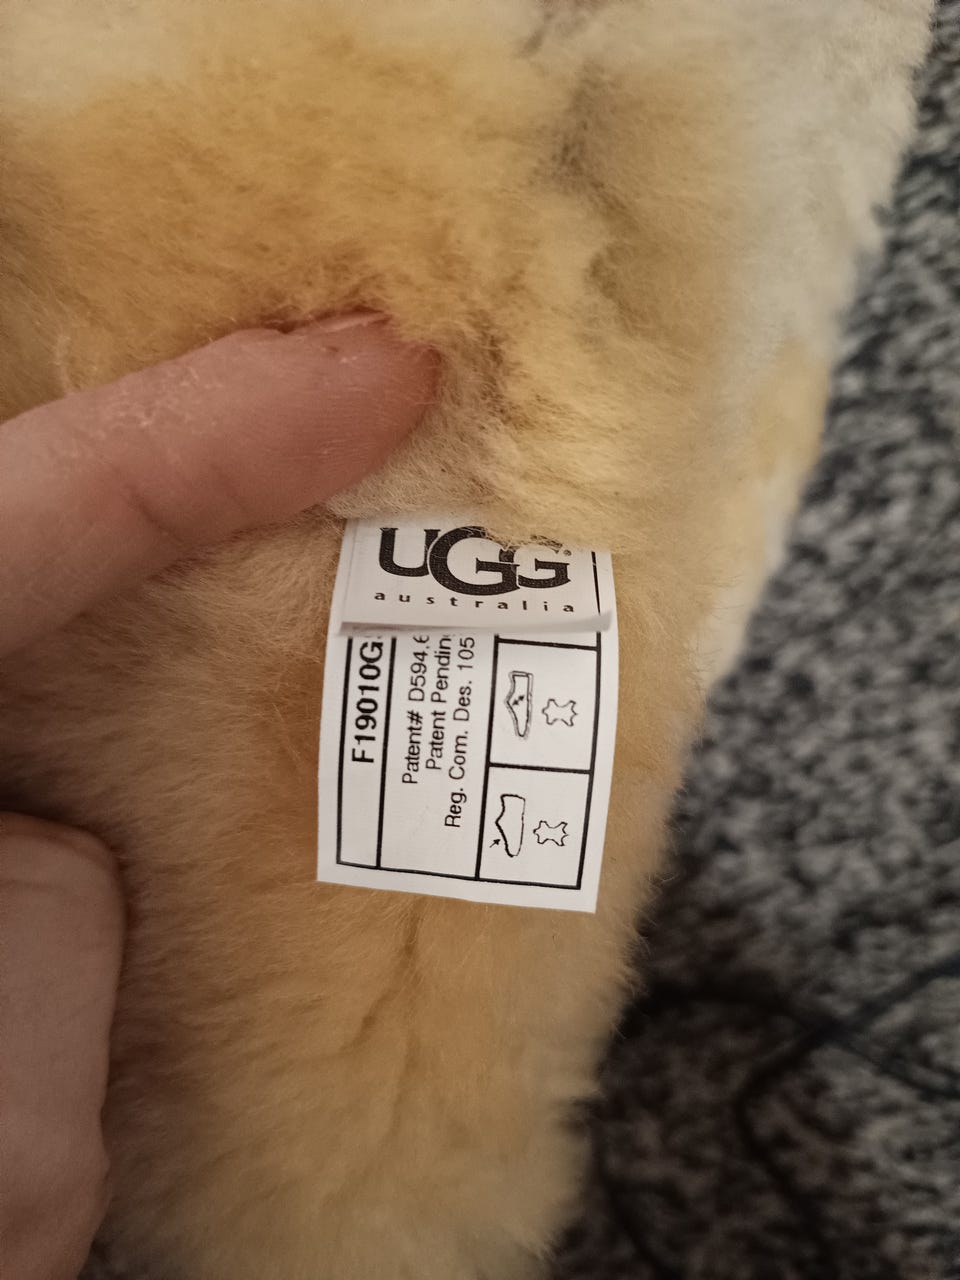 UGG®
australia
F19010G
Patent# D594,6
Patent Pendin
Reg. Com. Des. 105